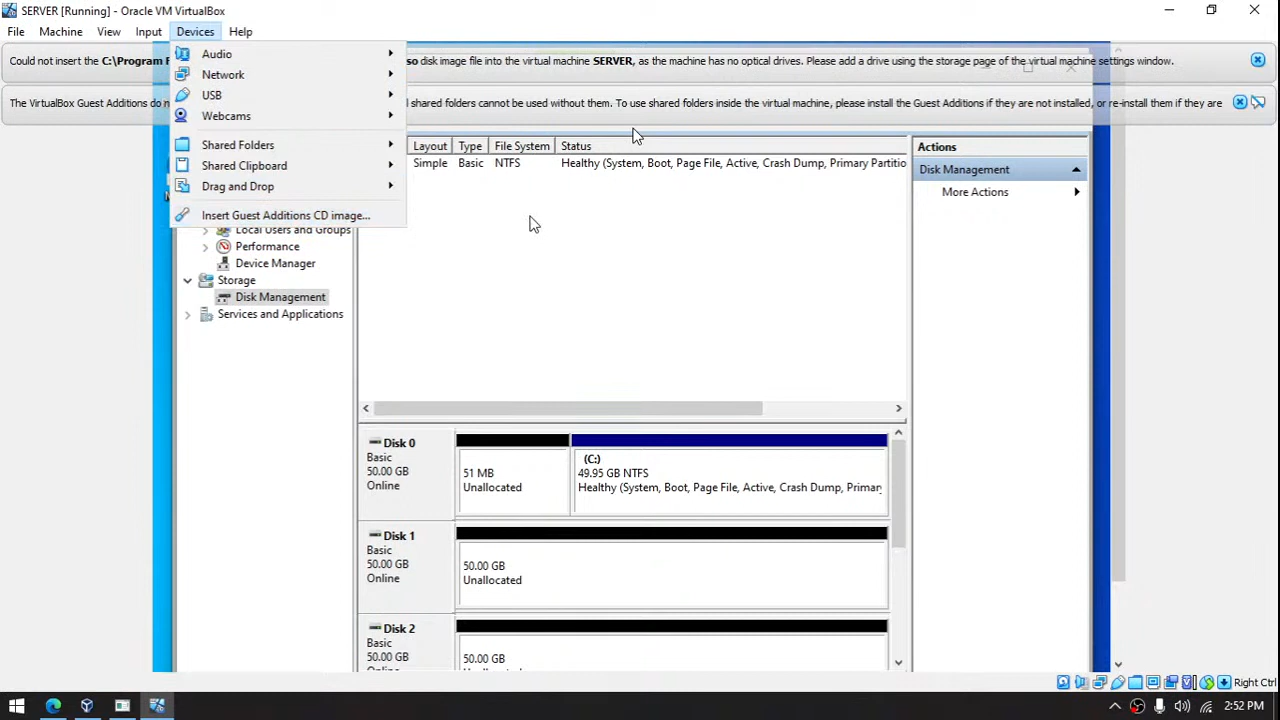 SERVER [Running] - Oracle VM VirtualBox
File Machine View Input Devices Help
Could not insert the C:\Program
so disk image file into the virtual machine SERVER, as the machine has no optical drives. Please add a drive using the storage page of the virtual machine settings window.
The VirtualBox Guest Additions do
shared folders cannot be used without them. To use shared folders inside the virtual machine, please install the Guest Additions if they are not installed, or re-install them if they are
Audio
Network
USB
Webcams
Shared Folders
Shared Clipboard
Drag and Drop
Insert Guest Additions CD image...
Local Users and Groups
Performance
Device Manager
Storage
Disk Management
Services and Applications
Layout Type File System Status
Simple Basic NTFS Healthy (System, Boot, Page File, Active, Crash Dump, Primary Partitio
Actions
Disk Management
More Actions
Disk 0
Basic
50.00 GB
Online
51 MB
Unallocated
(C:)
49.95 GB NTFS
Healthy (System, Boot, Page File, Active, Crash Dump, Primary
Disk 1
Basic
50.00 GB
Online
50.00 GB
Unallocated
Disk 2
Basic
50.00 GB
50.00 GB
Right Ctrl
2:52 PM